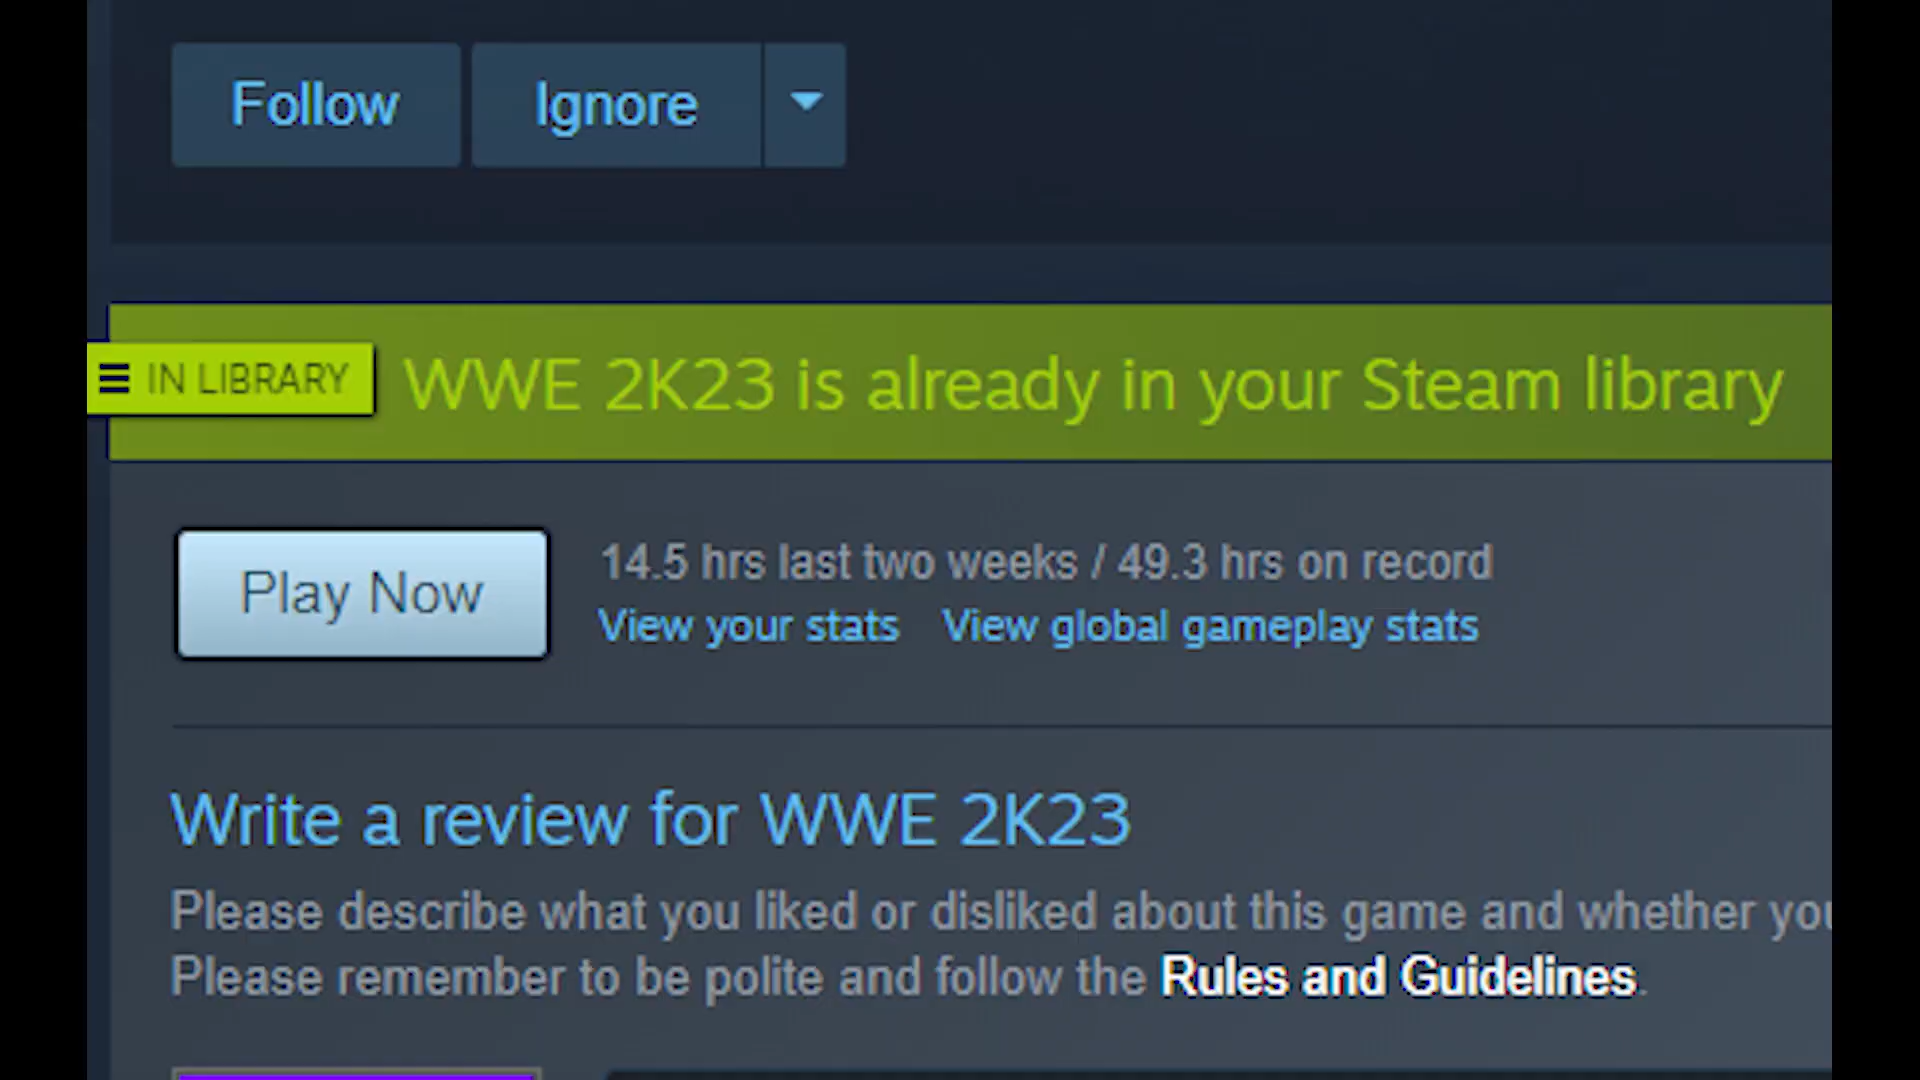 Follow
Ignore
IN LIBRARY
WWE 2K23 is already in your Steam library
Play Now
14.5 hrs last two weeks / 49.3 hrs on record
View your stats
View global gameplay stats
Write a review for WWE 2K23
Please describe what you liked or disliked about this game and whether you
Please remember to be polite and follow the Rules and Guidelines.